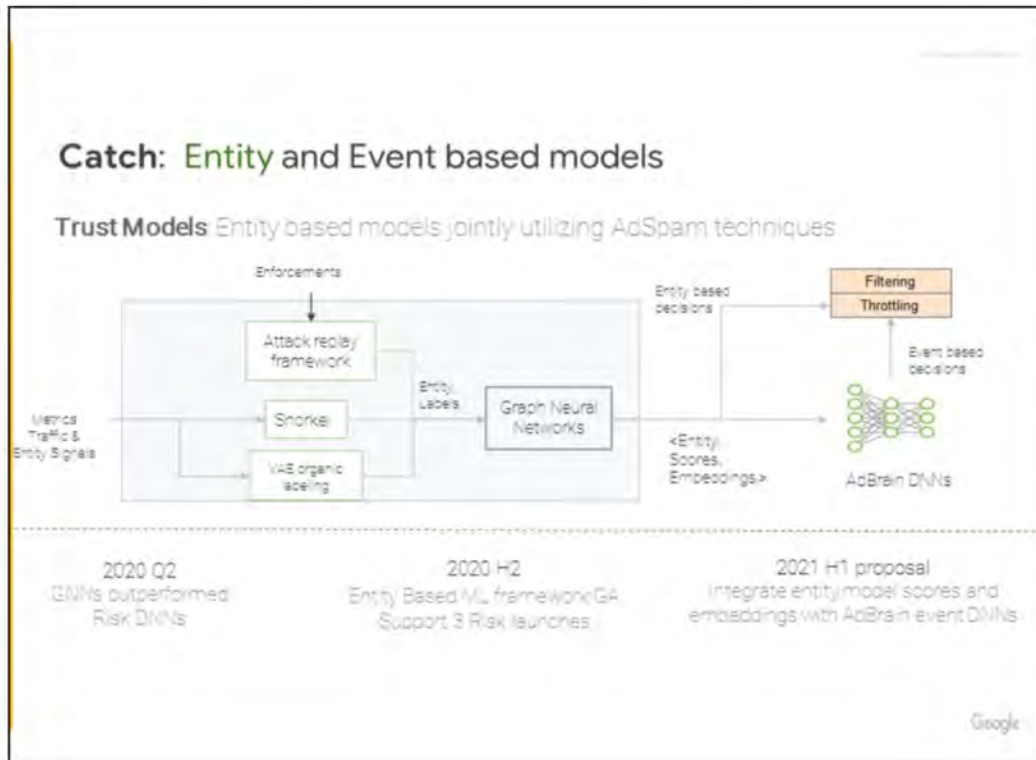 Catch: Entity and Event based models
Trust Models Entity based models jointly utilizing AdSpam techniques
Enforcements
Attack replay
framework
Snorkel
VAE organic
labeling
Metrics
Traffic &
Entity Signals
Entity,
Labels
Graph Neural
Networks
Entity based
decisions
<Entity,
Scores,
Embeddings>
Filtering
Throttling
Event based
decisions
AdBrain DNNs
2020 Q2
GNNs outperformed
Risk DNNs
2020 H2
Entity Based ML framework GA
Support 3 Risk launches
2021 H1 proposal
Integrate entity model scores and
embeddings with AdBrain event DNNs
Google